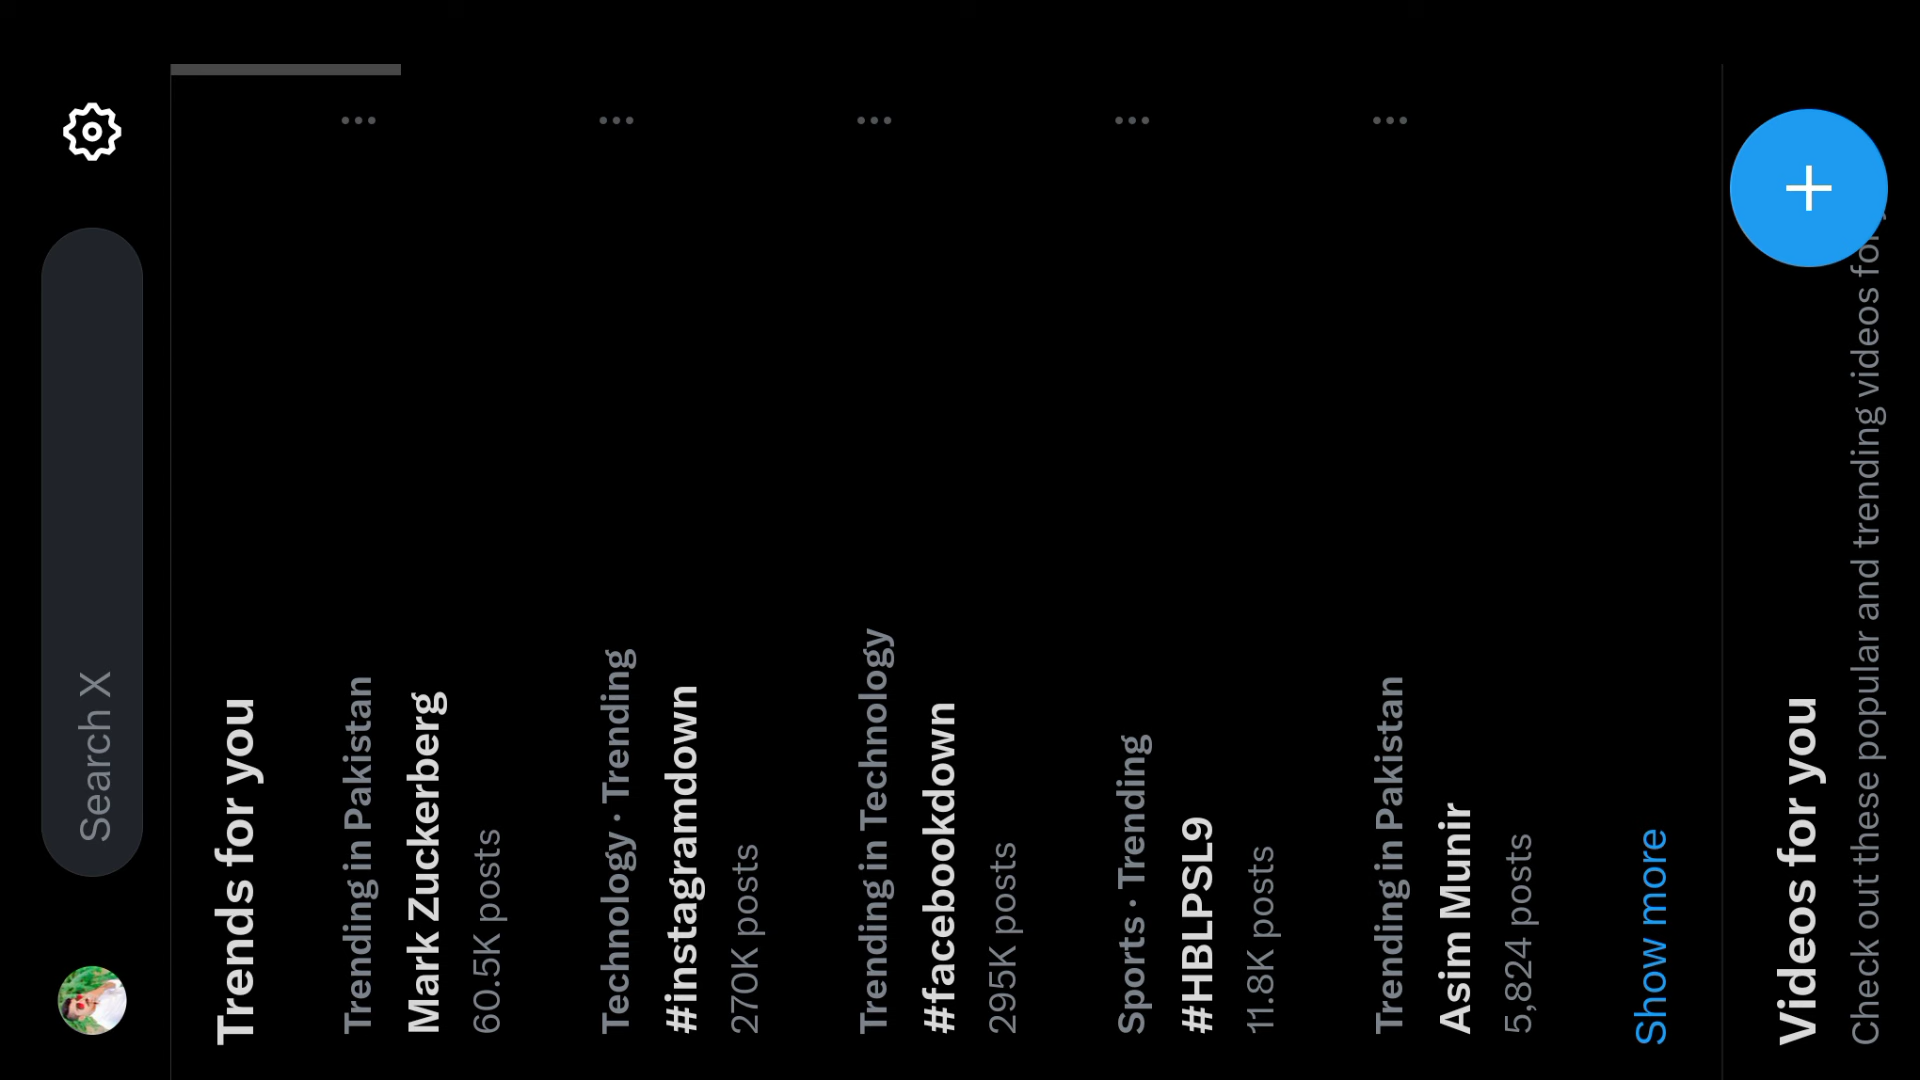 Search X
Trends for you
Trending in Pakistan
Mark Zuckerberg
60.5K posts
Technology · Trending
#instagramdown
270K posts
Trending in Technology
#facebookdown
295K posts
Sports · Trending
#HBLPSL9
11.8K posts
Trending in Pakistan
Asim Munir
5,824 posts
Show more
Videos for you
Check out these popular and trending videos for